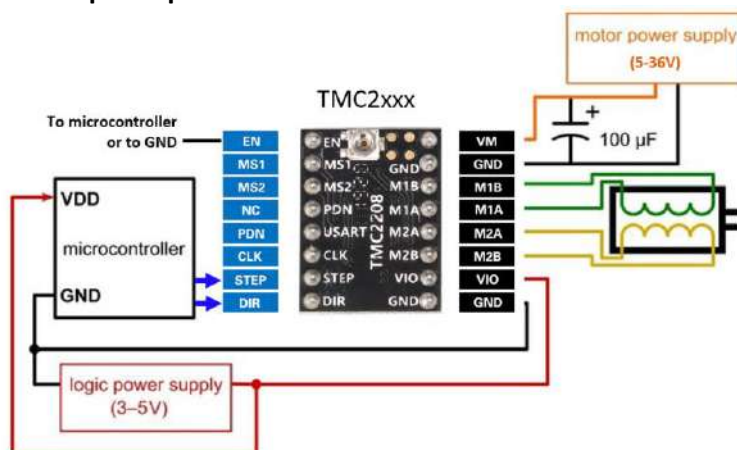 motor power supply
(5-36V)
TMC2xxx
To microcontroller
or to GND
+
100 µF
EN
MS1
MS2
NC
PDN
CLK
STEP
DIR
EN
MS1
MS2
PDN
USART
CLK
STEP
DIR
TMC2208
GND
M1B
M1A
M2A
M2B
VIO
GND
VM
GND
M1B
M1A
M2A
M2B
VIO
GND
VDD
microcontroller
GND
logic power supply
(3–5V)